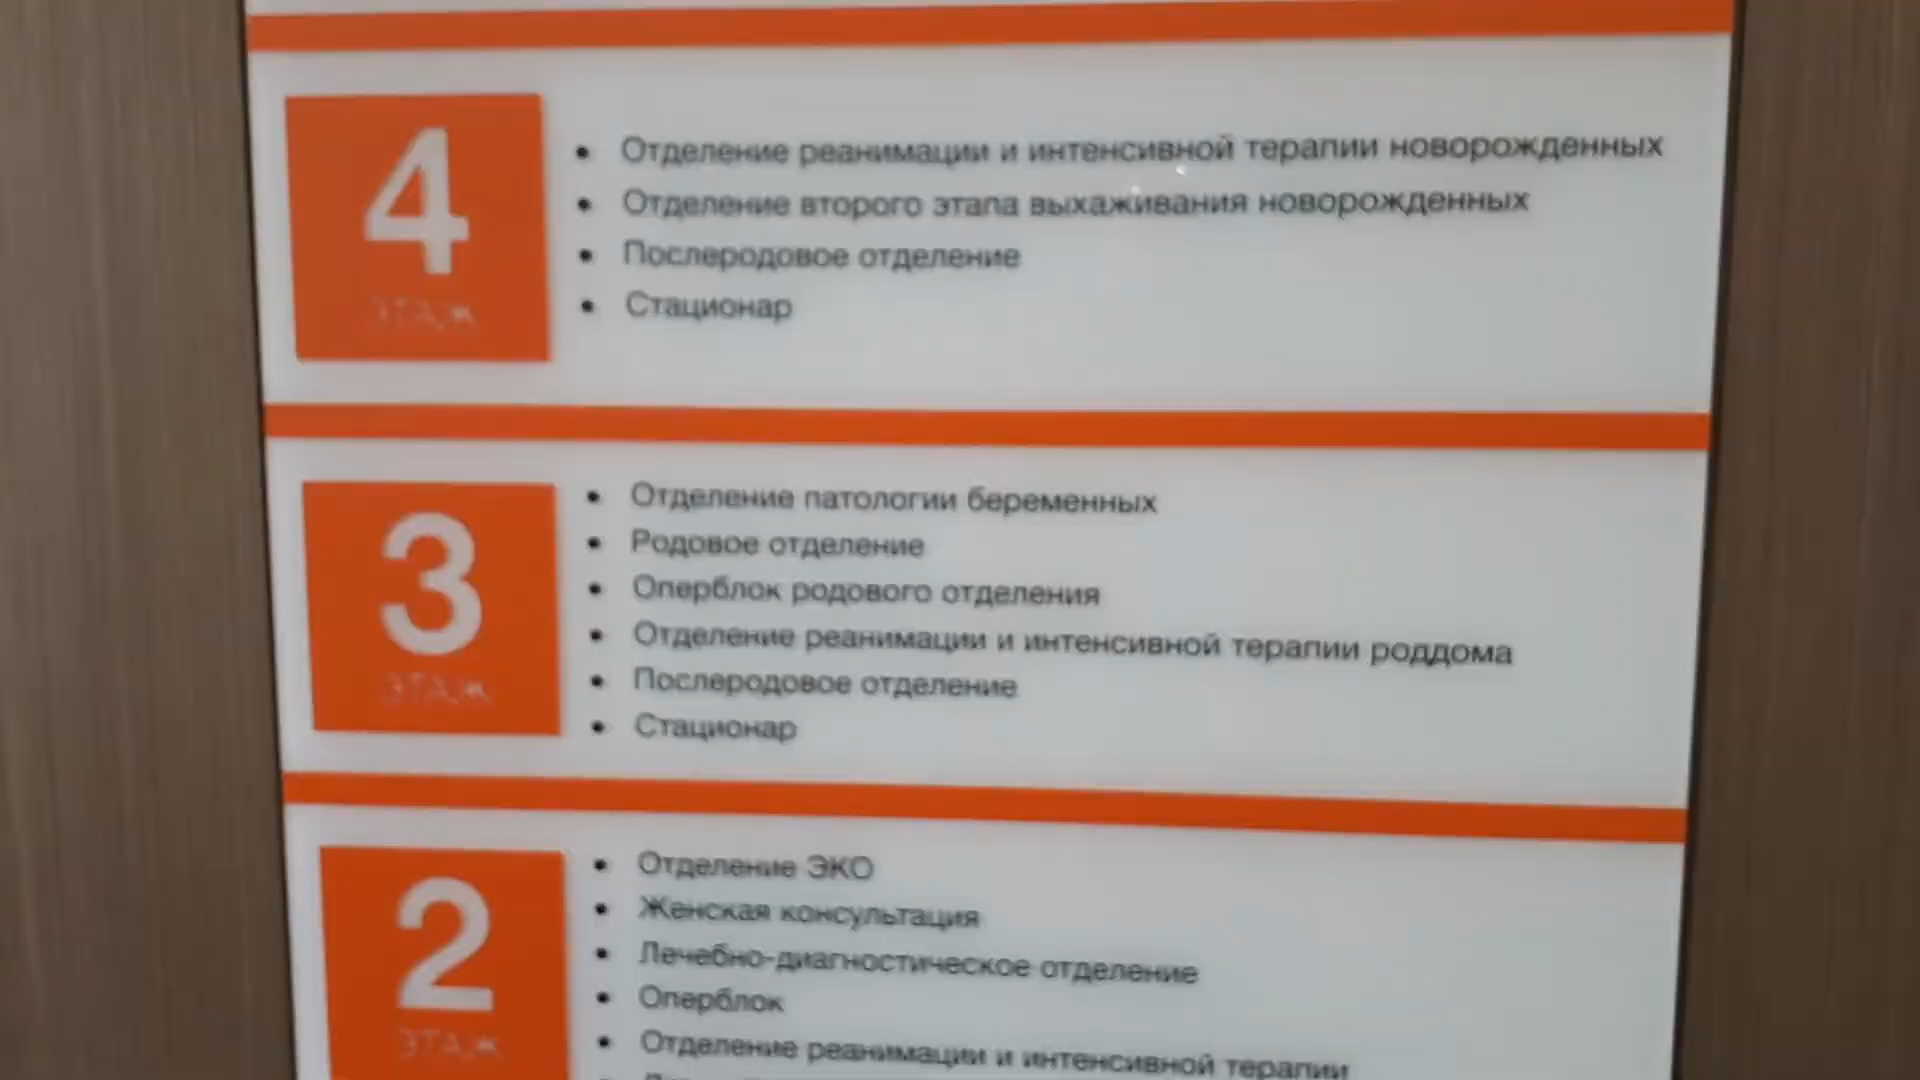 4
ЭТАЖ
• Отделение реанимации и интенсивной терапии новорожденных
• Отделение второго этапа выхаживания новорожденных
• Послеродовое отделение
• Стационар
3
ЭТАЖ
• Отделение патологии беременных
• Родовое отделение
• Оперблок родового отделения
• Отделение реанимации и интенсивной терапии роддома
• Послеродовое отделение
• Стационар
2
ЭТАЖ
• Отделение ЭКО
• Женская консультация
• Лечебно-диагностическое отделение
• Оперблок
• Отделение реанимации и интенсивной терапии